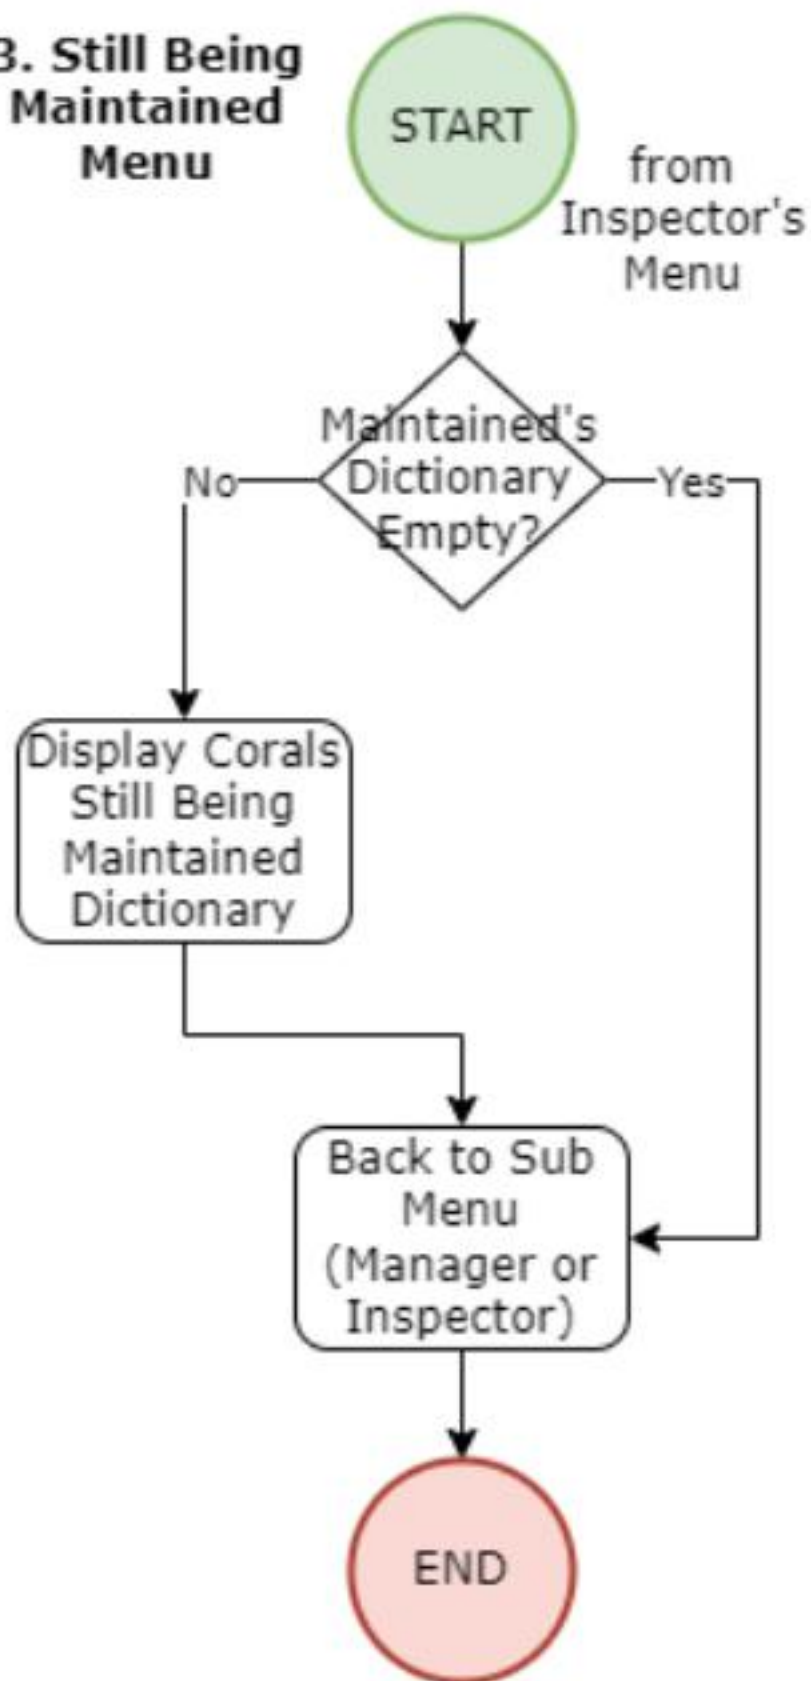 3. Still Being
Maintained
Menu
START
from
Inspector's
Menu
Maintained's
Dictionary
Empty?
No
Yes
Display Corals
Still Being
Maintained
Dictionary
Back to Sub
Menu
(Manager or
Inspector)
END